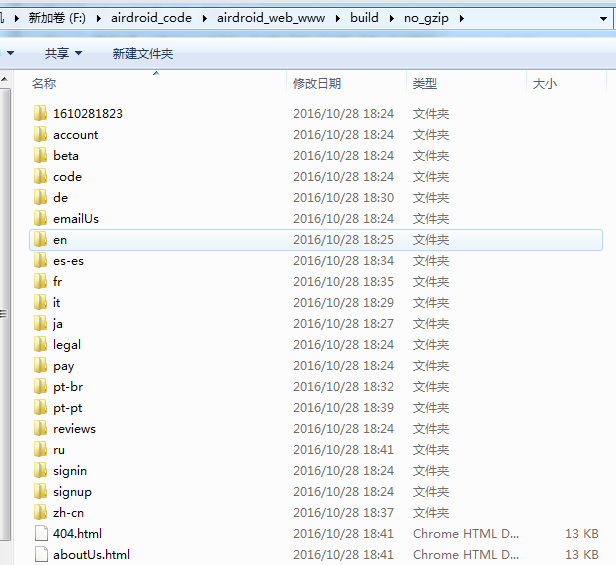 新加卷 (F:) airdroid_code airdroid_web_www build no_gzip
共享 新建文件夹
名称 修改日期 类型 大小
1610281823 2016/10/28 18:24 文件夹
account 2016/10/28 18:24 文件夹
beta 2016/10/28 18:24 文件夹
code 2016/10/28 18:24 文件夹
de 2016/10/28 18:30 文件夹
emailUs 2016/10/28 18:24 文件夹
en 2016/10/28 18:25 文件夹
es-es 2016/10/28 18:34 文件夹
fr 2016/10/28 18:35 文件夹
it 2016/10/28 18:29 文件夹
ja 2016/10/28 18:27 文件夹
legal 2016/10/28 18:24 文件夹
pay 2016/10/28 18:24 文件夹
pt-br 2016/10/28 18:32 文件夹
pt-pt 2016/10/28 18:39 文件夹
reviews 2016/10/28 18:24 文件夹
ru 2016/10/28 18:41 文件夹
signin 2016/10/28 18:24 文件夹
signup 2016/10/28 18:24 文件夹
zh-cn 2016/10/28 18:37 文件夹
404.html 2016/10/28 18:41 Chrome HTML D... 13 KB
aboutUs.html 2016/10/28 18:41 Chrome HTML D... 13 KB